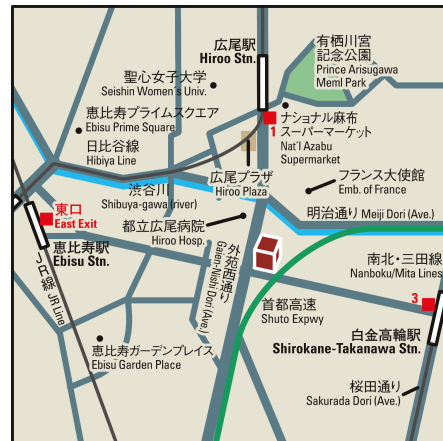 広尾駅
Hiroo Stn.
有栖川宮
記念公園
Prince Arisugawa
Meml Park
聖心女子大学
Seishin Women's Univ.
恵比寿プライムスクエア
Ebisu Prime Square
1
ナショナル麻布
スーパーマーケット
Nat'l Azabu
Supermarket
日比谷線
Hibiya Line
広尾プラザ
Hiroo Plaza
フランス大使館
Emb. of France
渋谷川
Shibuya-gawa (river)
東口
East Exit
都立広尾病院
Hiroo Hosp.
明治通り Meiji Dori (Ave.)
恵比寿駅
Ebisu Stn.
外苑西通り
Gaien-Nishi Dori (Ave.)
南北・三田線
Nanboku/Mita Lines
JR線 JR Line
首都高速
Shuto Expwy
3
白金高輪駅
Shirokane-Takanawa Stn.
恵比寿ガーデンプレイス
Ebisu Garden Place
桜田通り
Sakurada Dori (Ave.)